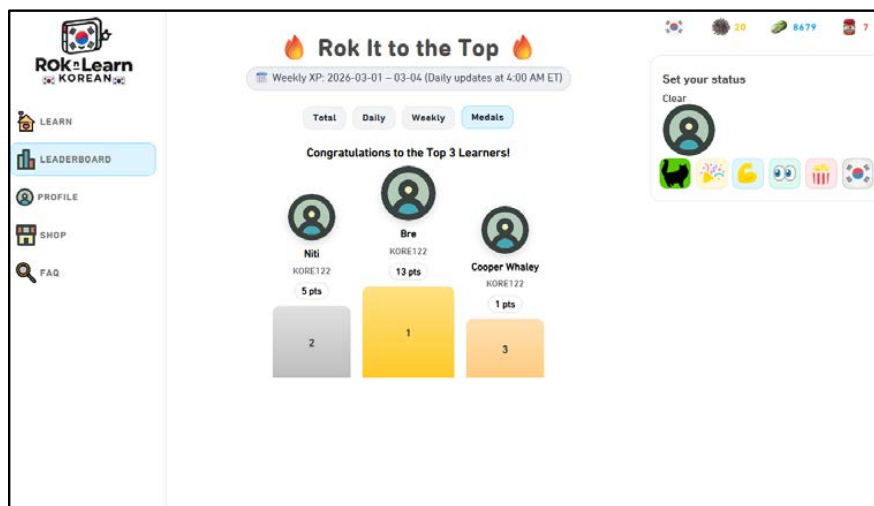 Rok n Learn
KOREAN
LEARN
LEADERBOARD
PROFILE
SHOP
FAQ
Rok It to the Top
Weekly XP: 2026-03-01 – 03-04 (Daily updates at 4:00 AM ET)
Total Daily Weekly Medals
Congratulations to the Top 3 Learners!
Bre
KORE122
13 pts
Niti
KORE122
5 pts
Cooper Whaley
KORE122
1 pts
1
2
3
20 8679 7
Set your status
Clear